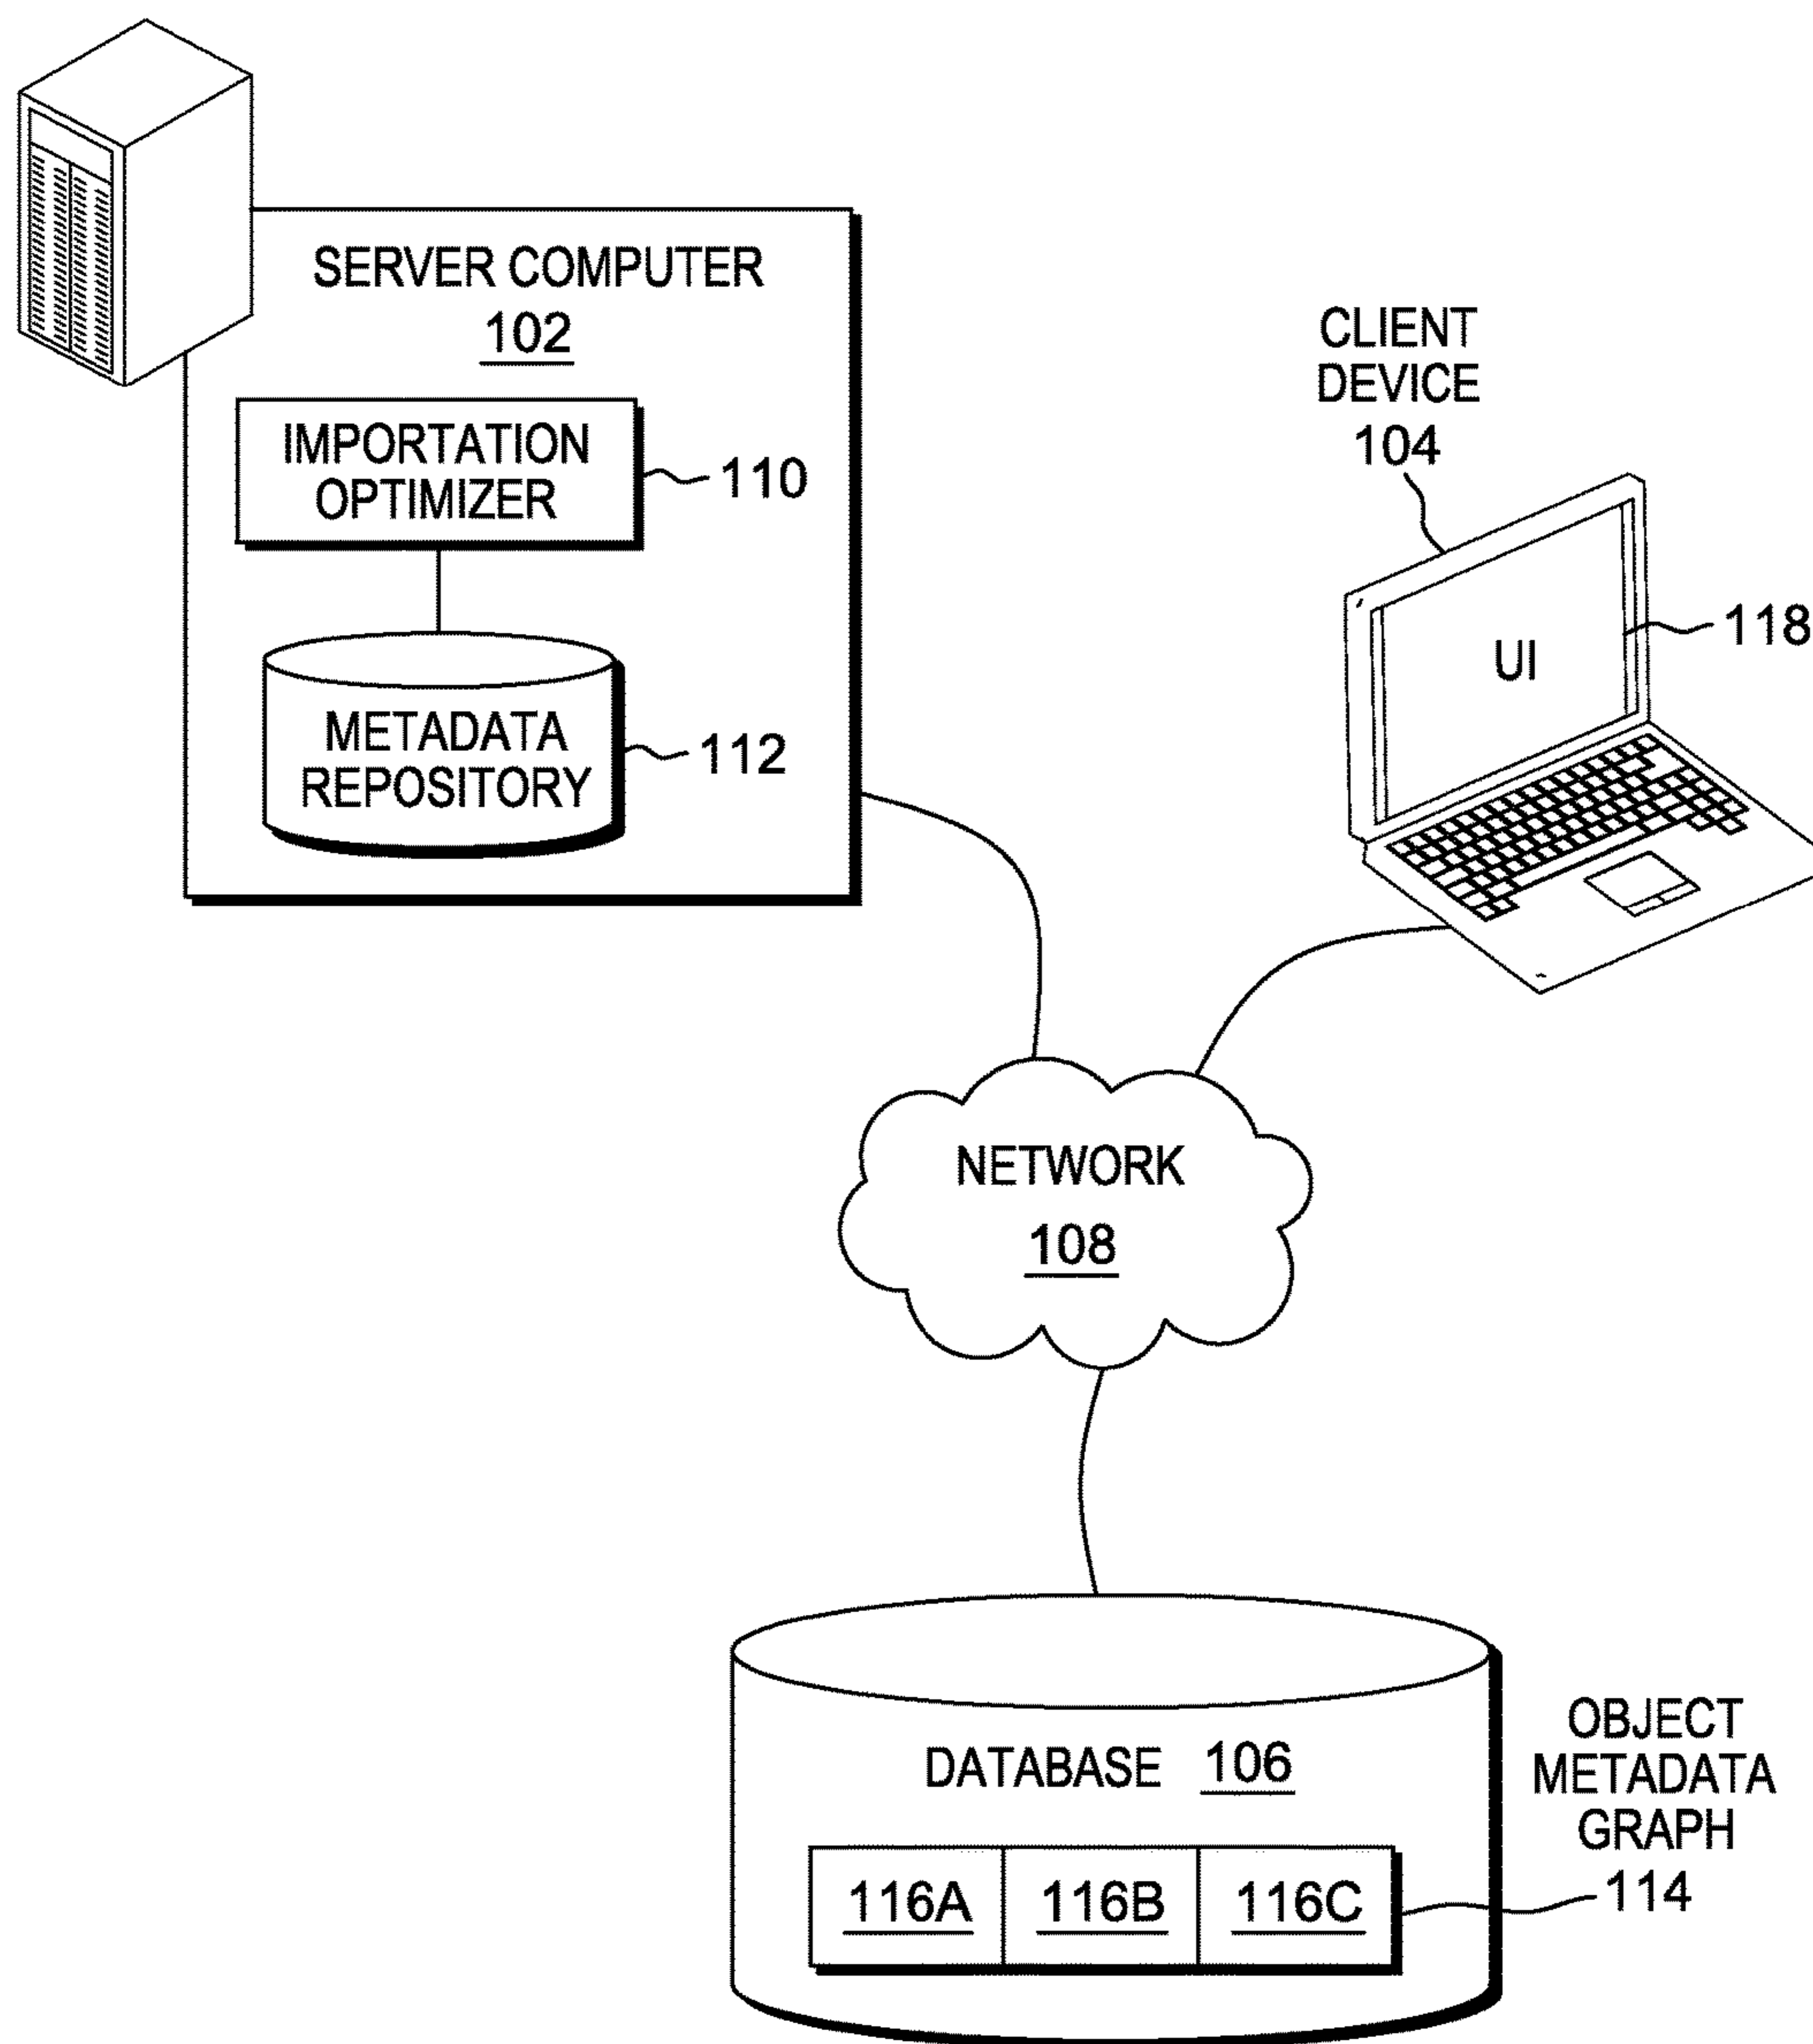 SERVER COMPUTER
102
IMPORTATION
OPTIMIZER
110
METADATA
REPOSITORY
112
CLIENT
DEVICE
104
UI
118
NETWORK
108
DATABASE 106
116A 116B 116C
OBJECT
METADATA
GRAPH
114